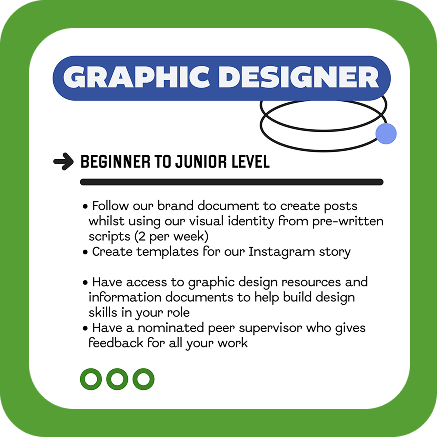 GRAPHIC DESIGNER
BEGINNER TO JUNIOR LEVEL
• Follow our brand document to create posts
whilst using our visual identity from pre-written
scripts (2 per week)
• Create templates for our Instagram story
• Have access to graphic design resources and
information documents to help build design
skills in your role
• Have a nominated peer supervisor who gives
feedback for all your work